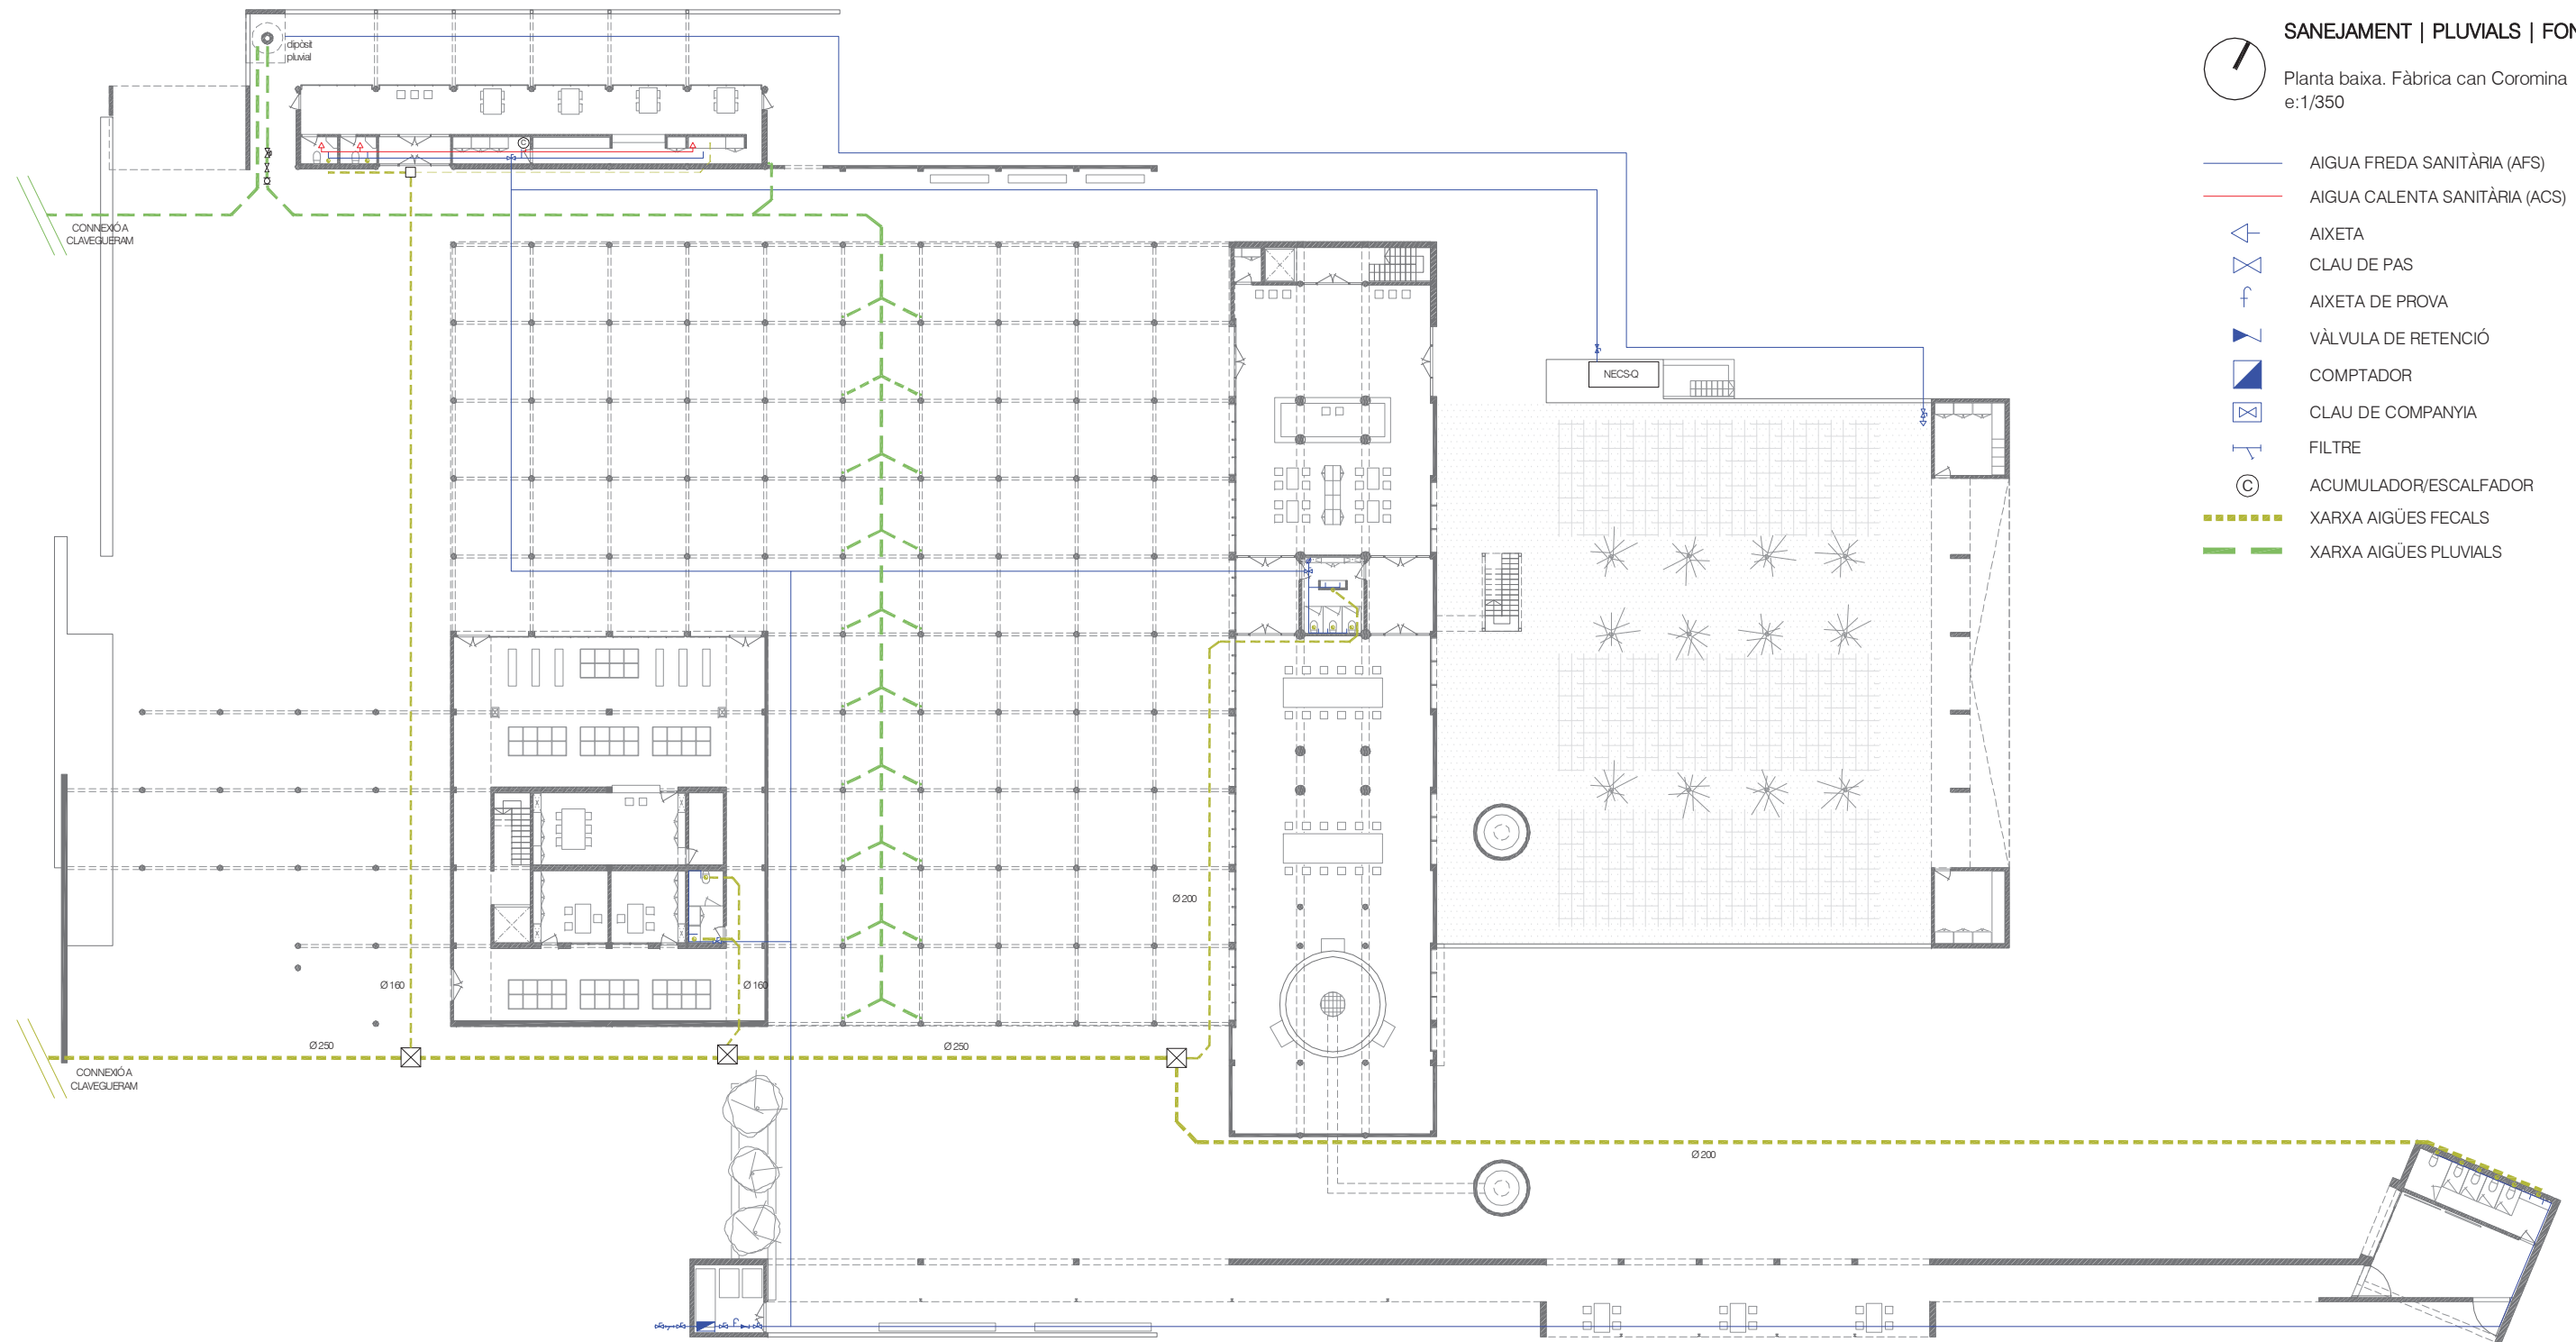 SANEJAMENT | PLUVIALS | FON
Planta baixa. Fàbrica can Coromina
e:1/350
AIGUA FREDA SANITÀRIA (AFS)
AIGUA CALENTA SANITÀRIA (ACS)
AIXETA
CLAU DE PAS
AIXETA DE PROVA
VÀLVULA DE RETENCIÓ
COMPTADOR
CLAU DE COMPANYIA
FILTRE
C ACUMULADOR/ESCALFADOR
XARXA AIGÜES FECALS
XARXA AIGÜES PLUVIALS
dipòsit
pluvial
C
CONNEXIÓ A
CLAVEGUERAM
NECS-Q
Ø 200
Ø 160
Ø 160
Ø 250
Ø 250
CONNEXIÓ A
CLAVEGUERAM
Ø 200